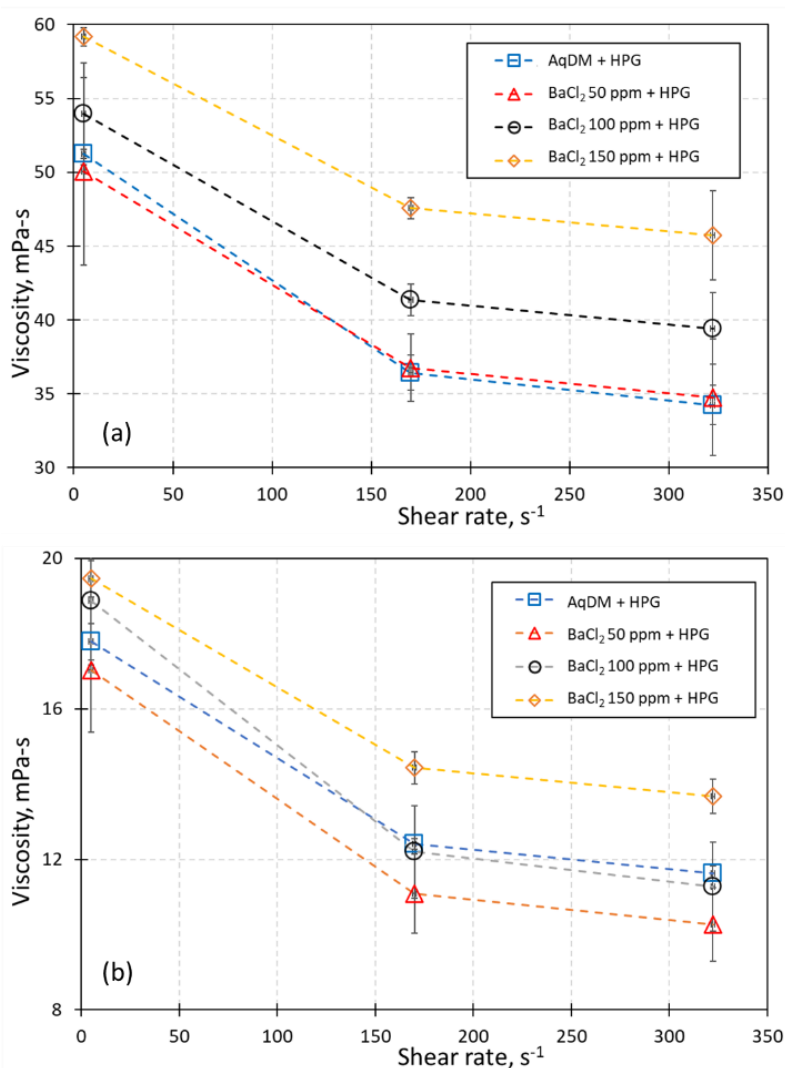 60
55
50
45
40
35
30
Viscosity, mPa-s
AqDM + HPG
BaCl₂ 50 ppm + HPG
BaCl₂ 100 ppm + HPG
BaCl₂ 150 ppm + HPG
(a)
0 50 100 150 200 250 300 350
Shear rate, s⁻¹
20
16
12
8
Viscosity, mPa-s
AqDM + HPG
BaCl₂ 50 ppm + HPG
BaCl₂ 100 ppm + HPG
BaCl₂ 150 ppm + HPG
(b)
0 50 100 150 200 250 300 350
Shear rate, s⁻¹